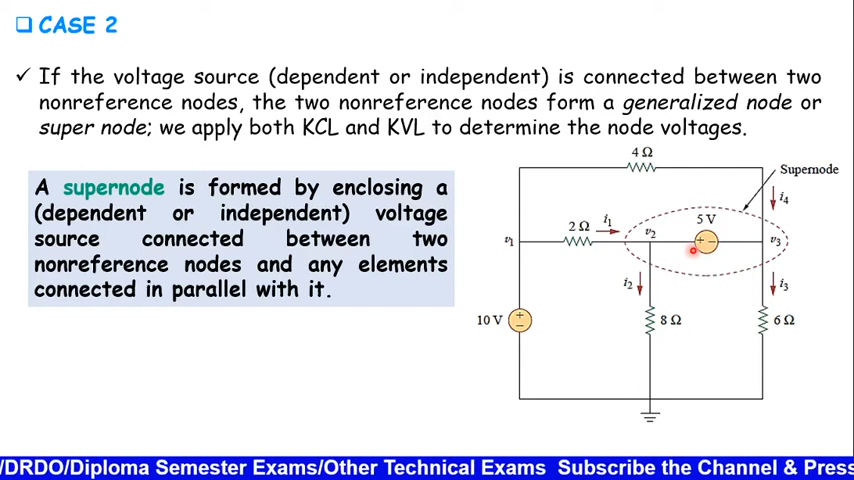 ❑ CASE 2
✓ If the voltage source (dependent or independent) is connected between two
nonreference nodes, the two nonreference nodes form a generalized node or
super node; we apply both KCL and KVL to determine the node voltages.
A supernode is formed by enclosing a
(dependent or independent) voltage
source connected between two
nonreference nodes and any elements
connected in parallel with it.
4 Ω
Supernode
i4
2 Ω
i1
5 V
v1
v2
+ −
v3
i2
i3
10 V
+
−
8 Ω
6 Ω
/DRDO/Diploma Semester Exams/Other Technical Exams Subscribe the Channel & Press